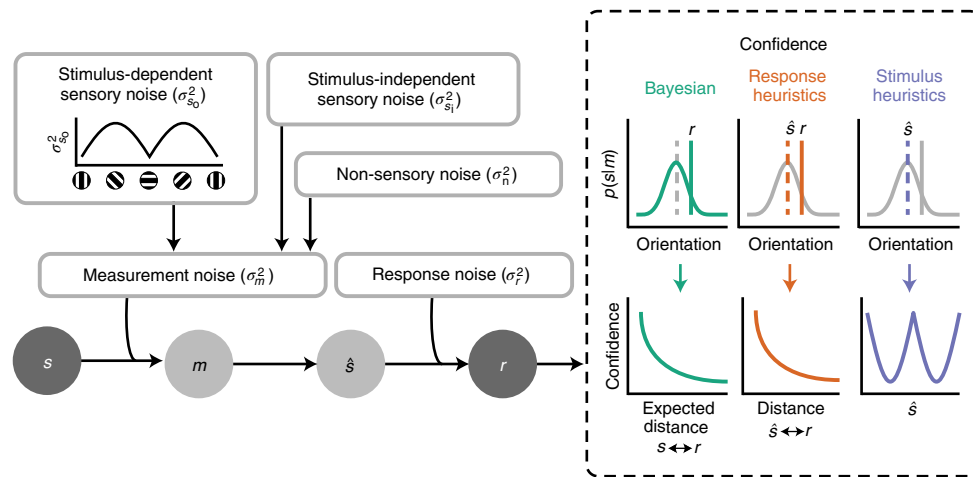 Stimulus-dependent
sensory noise (σ²ₛ₀)
σ²ₛ₀
Stimulus-independent
sensory noise (σ²ₛᵢ)
Non-sensory noise (σ²ₙ)
Measurement noise (σ²ₘ)
Response noise (σ²ᵣ)
s
m
ŝ
r
Confidence
Bayesian
Response
heuristics
Stimulus
heuristics
r
ŝ r
ŝ
p(s|m)
Orientation
Orientation
Orientation
Confidence
Expected
distance
s↔r
Distance
ŝ↔r
ŝ